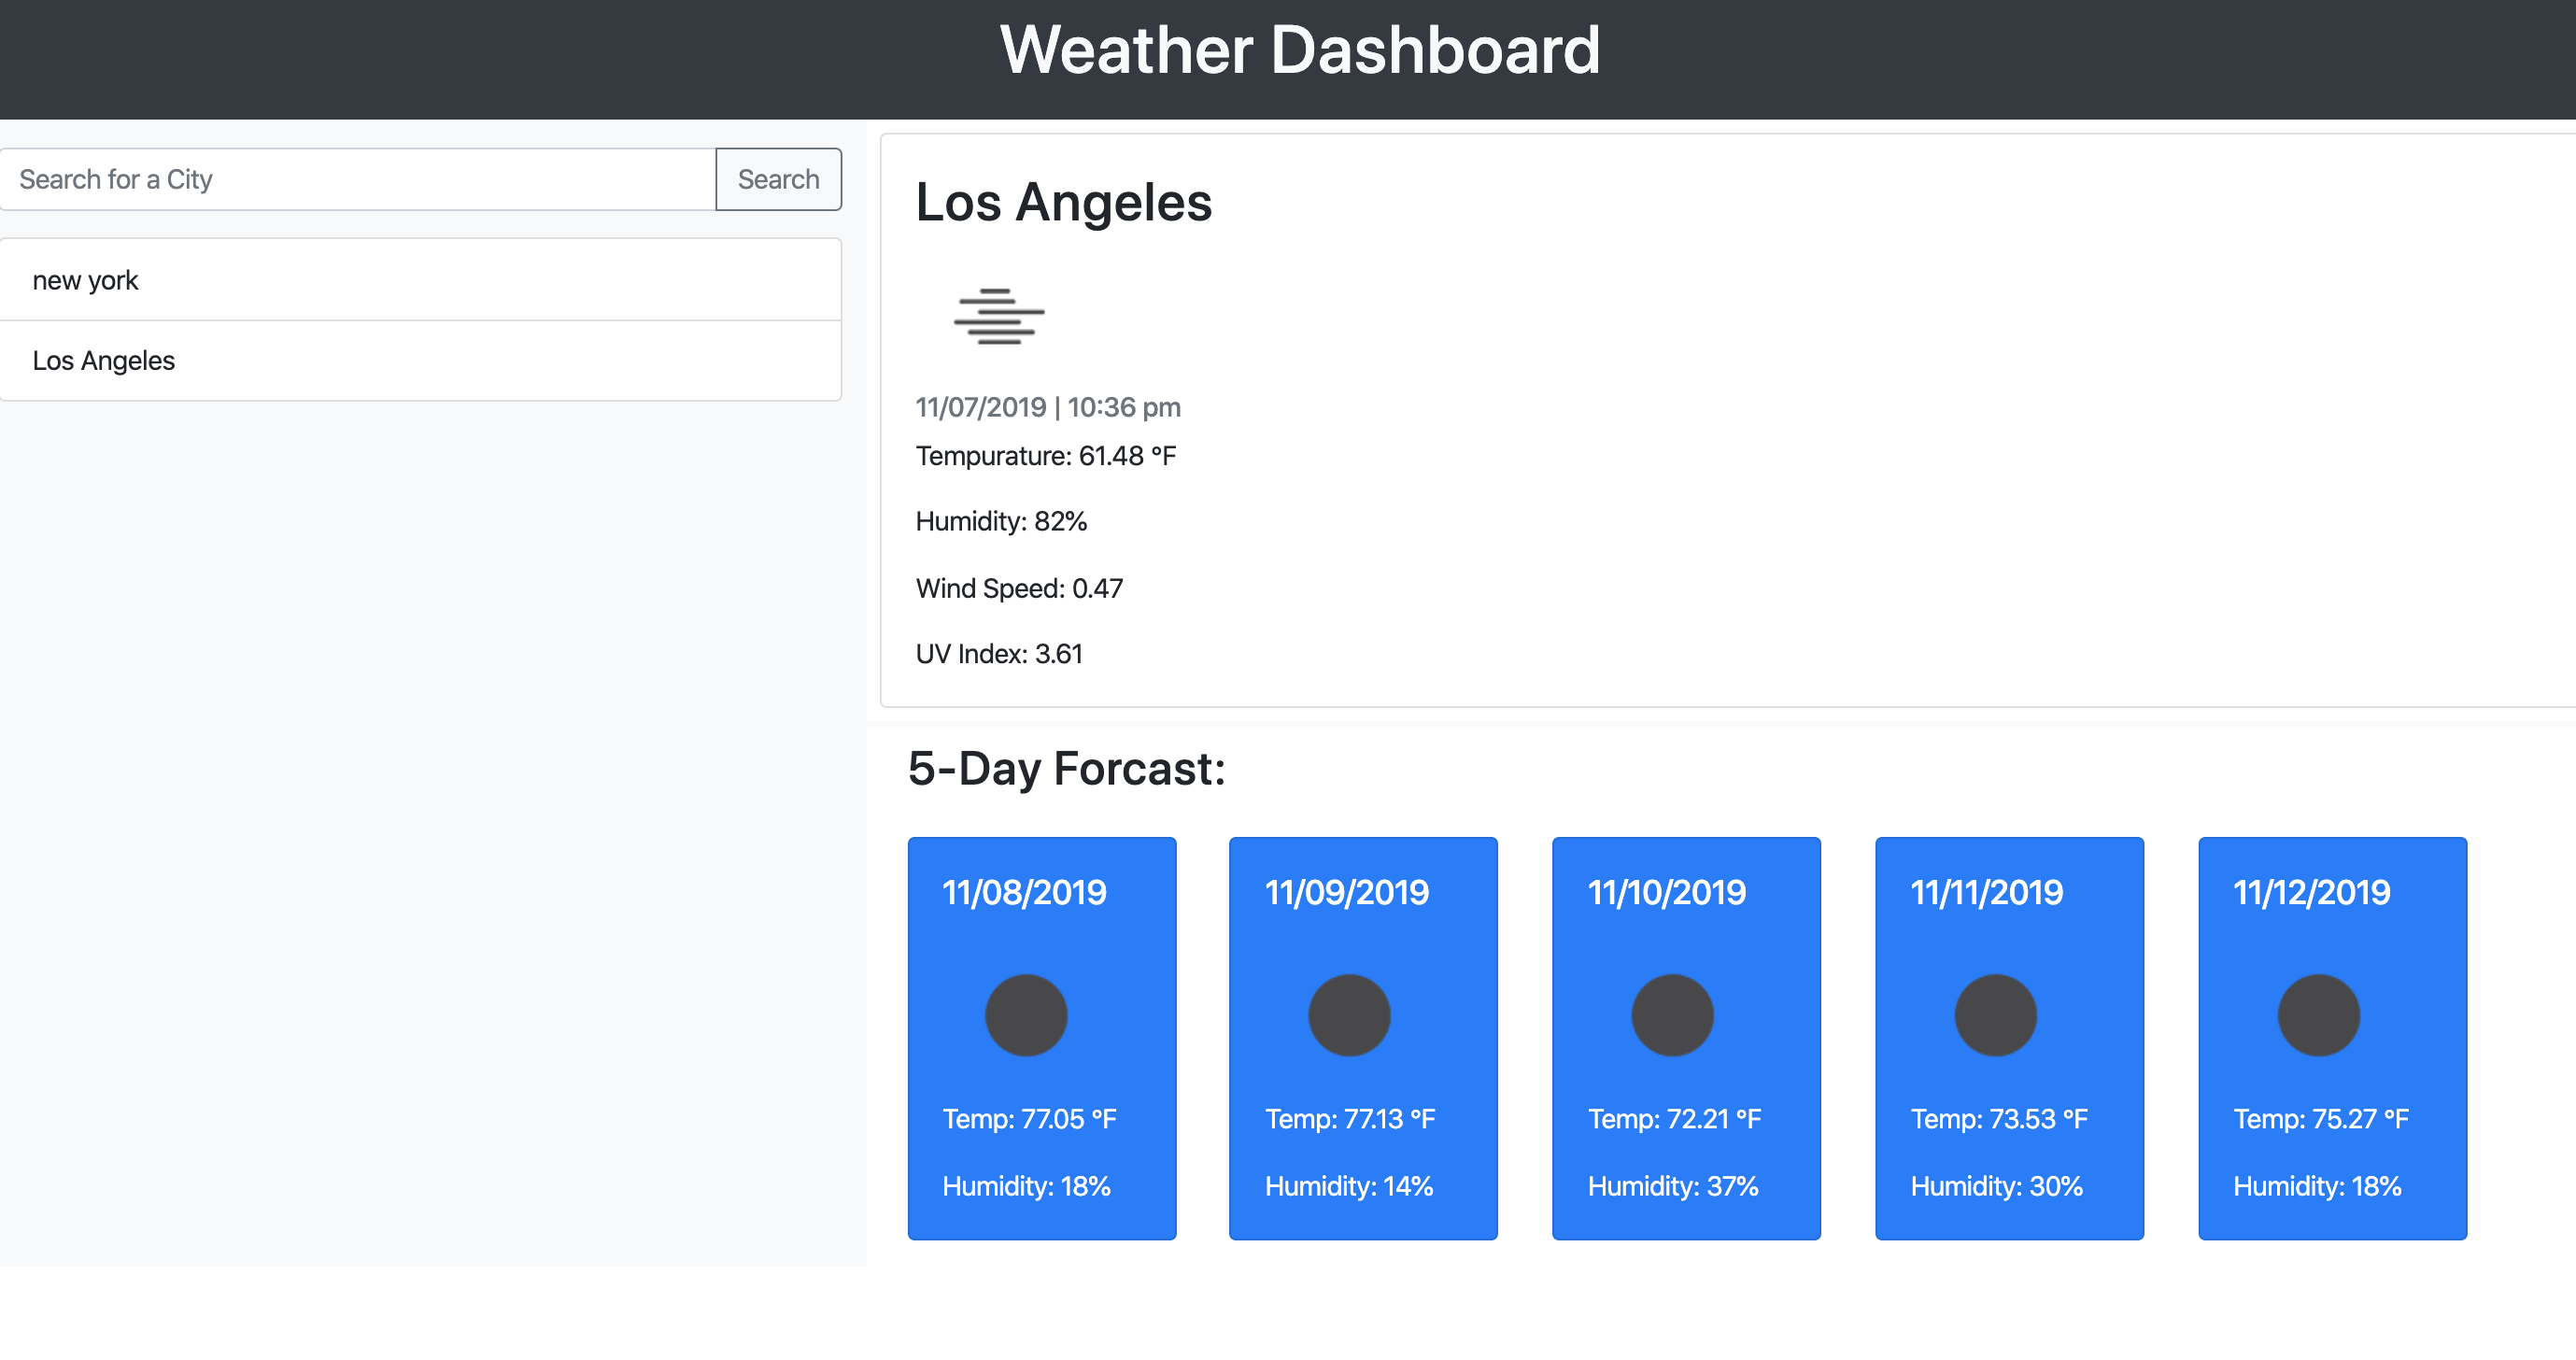 Weather Dashboard
Search for a City
Search
new york
Los Angeles
Los Angeles
11/07/2019 | 10:36 pm
Tempurature: 61.48 °F
Humidity: 82%
Wind Speed: 0.47
UV Index: 3.61
5-Day Forcast:
11/08/2019
Temp: 77.05 °F
Humidity: 18%
11/09/2019
Temp: 77.13 °F
Humidity: 14%
11/10/2019
Temp: 72.21 °F
Humidity: 37%
11/11/2019
Temp: 73.53 °F
Humidity: 30%
11/12/2019
Temp: 75.27 °F
Humidity: 18%